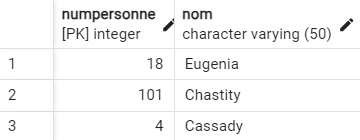 numpersonne nom
[PK] integer character varying (50)
1 18 Eugenia
2 101 Chastity
3 4 Cassady